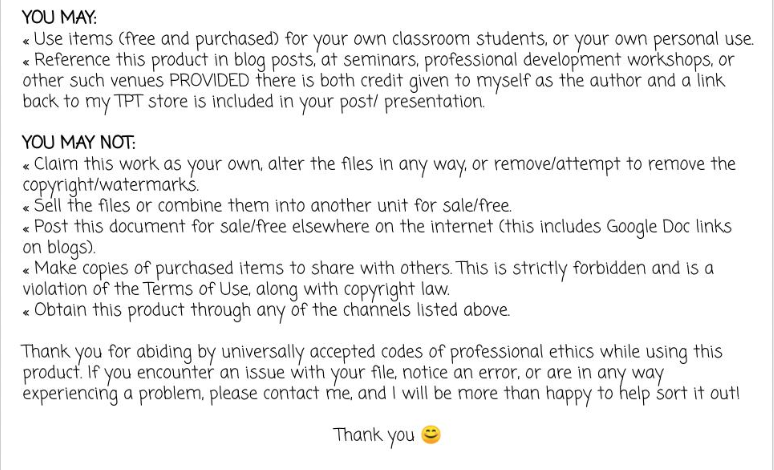 YOU MAY:
« Use items (free and purchased) for your own classroom students, or your own personal use.
« Reference this product in blog posts, at seminars, professional development workshops, or
other such venues PROVIDED there is both credit given to myself as the author and a link
back to my TPT store is included in your post/ presentation.
YOU MAY NOT:
« Claim this work as your own, alter the files in any way, or remove/attempt to remove the
copyright/watermarks.
« Sell the files or combine them into another unit for sale/free.
« Post this document for sale/free elsewhere on the internet (this includes Google Doc links
on blogs).
« Make copies of purchased items to share with others. This is strictly forbidden and is a
violation of the Terms of Use, along with copyright law.
« Obtain this product through any of the channels listed above.
Thank you for abiding by universally accepted codes of professional ethics while using this
product. If you encounter an issue with your file, notice an error, or are in any way
experiencing a problem, please contact me, and I will be more than happy to help sort it out!
Thank you 😊